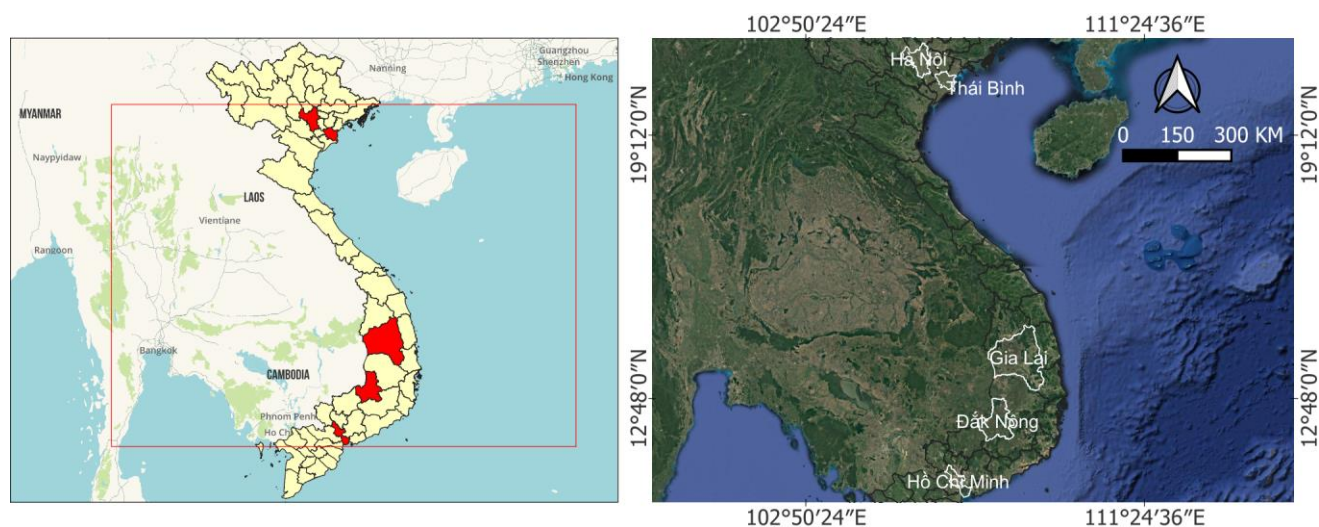 102°50′24″E
111°24′36″E
Guangzhou
Shenzhen
Nanning
Hong Kong
MYANMAR
Naypyidaw
LAOS
Vientiane
Rangoon
Bangkok
CAMBODIA
Phnom Penh
Ho Chi
Hà Nội
Thái Bình
0 150 300 KM
19°12′0″N
19°12′0″N
Gia Lai
12°48′0″N
12°48′0″N
Đắk Nông
Hồ Chí Minh
102°50′24″E
111°24′36″E